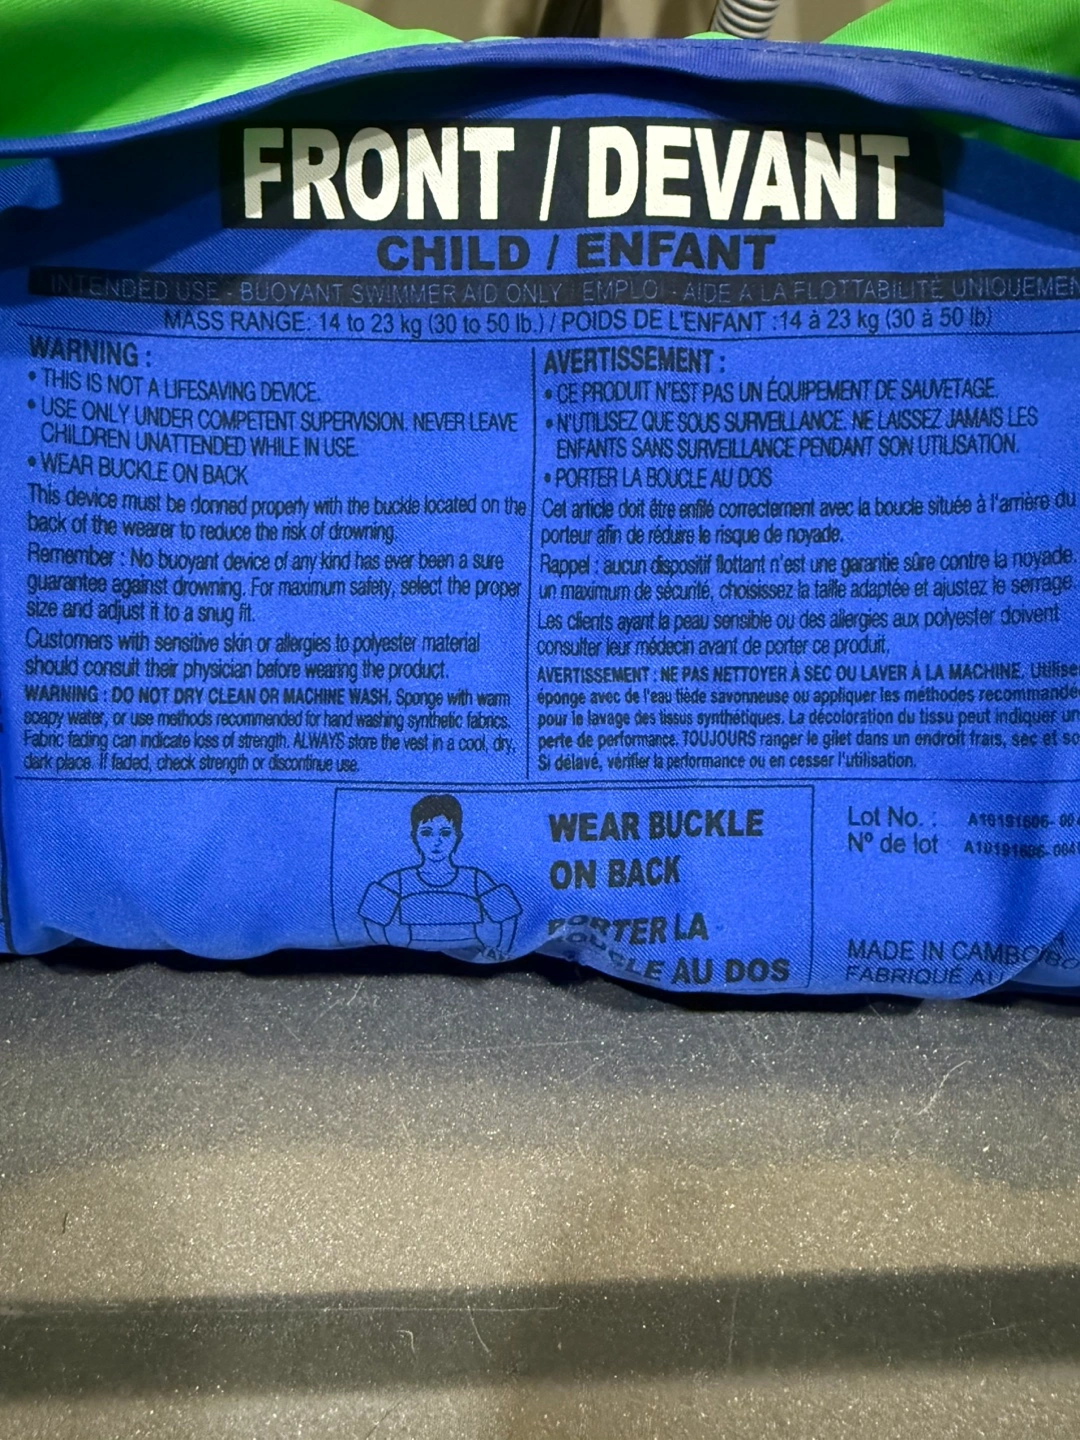 FRONT / DEVANT
CHILD / ENFANT
INTENDED USE - BUOYANT SWIMMER AID ONLY / EMPLOI - AIDE À LA FLOTTABILITÉ UNIQUEMEN
MASS RANGE: 14 to 23 kg (30 to 50 lb.) / POIDS DE L'ENFANT :14 à 23 kg (30 à 50 lb)
WARNING :
• THIS IS NOT A LIFESAVING DEVICE.
• USE ONLY UNDER COMPETENT SUPERVISION. NEVER LEAVE
CHILDREN UNATTENDED WHILE IN USE.
• WEAR BUCKLE ON BACK
This device must be donned properly with the buckle located on the
back of the wearer to reduce the risk of drowning.
Remember : No buoyant device of any kind has ever been a sure
guarantee against drowning. For maximum safety, select the proper
size and adjust it to a snug fit.
Customers with sensitive skin or allergies to polyester material
should consult their physician before wearing the product.
WARNING : DO NOT DRY CLEAN OR MACHINE WASH. Sponge with warm
soapy water, or use methods recommended for hand washing synthetic fabrics.
Fabric fading can indicate loss of strength. ALWAYS store the vest in a cool, dry,
dark place. If faded, check strength or discontinue use.
AVERTISSEMENT :
• CE PRODUIT N'EST PAS UN ÉQUIPEMENT DE SAUVETAGE.
• N'UTILISEZ QUE SOUS SURVEILLANCE. NE LAISSEZ JAMAIS LES
ENFANTS SANS SURVEILLANCE PENDANT SON UTILISATION.
• PORTER LA BOUCLE AU DOS
Cet article doit être enfilé correctement avec la boucle située à l'arrière du
porteur afin de réduire le risque de noyade.
Rappel : aucun dispositif flottant n'est une garantie sûre contra la noyade.
un maximum de sécurité, choisissez la taille adaptée et ajustez le serrage.
Les clients ayant la peau sensible ou des allergies aux polyester doivent
consulter leur médecin avant de porter ce produit.
AVERTISSEMENT : NE PAS NETTOYER À SEC OU LAVER À LA MACHINE. Utilise
éponge avec de l'eau tiède savonneuse ou appliquer les méthodes recommandé
pour le lavage des tissus synthétiques. La décoloration du tissu peut indiquer un
perte de performance. TOUJOURS ranger le gilet dans un endroit frais, sec et so
Si délavé, vérifier la performance ou en cesser l'utilisation.
WEAR BUCKLE
ON BACK
PORTER LA
BOUCLE AU DOS
Lot No. :
Nº de lot
MADE IN CAMBO
FABRIQUÉ AU